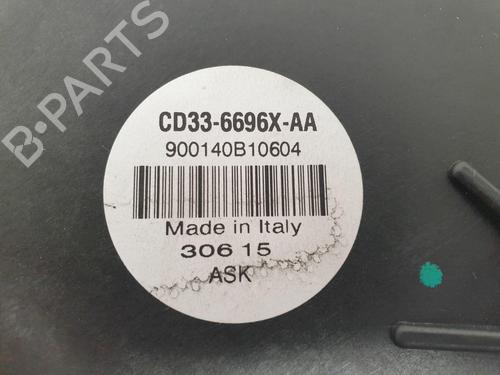 B-PARTS
CD33-6696X-AA
900140B10604
Made in Italy
306 15
ASK